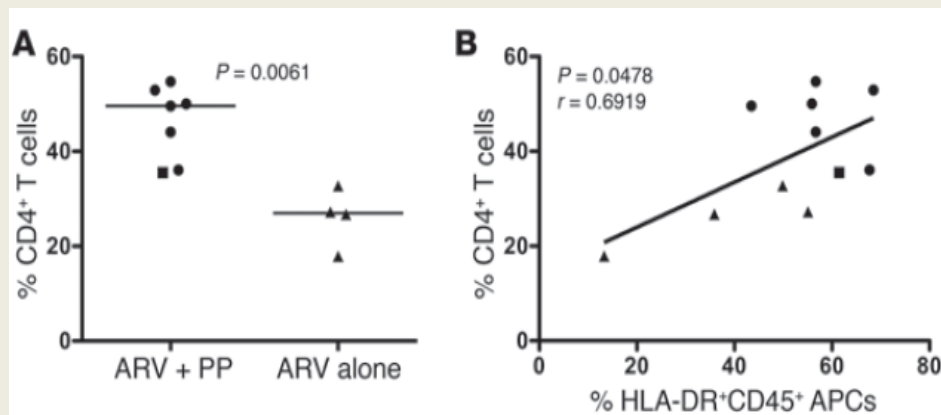 A
60
40
20
0
% CD4⁺ T cells
P = 0.0061
ARV + PP
ARV alone
B
60
40
20
0
% CD4⁺ T cells
P = 0.0478
r = 0.6919
0 20 40 60 80
% HLA-DR⁺CD45⁺ APCs